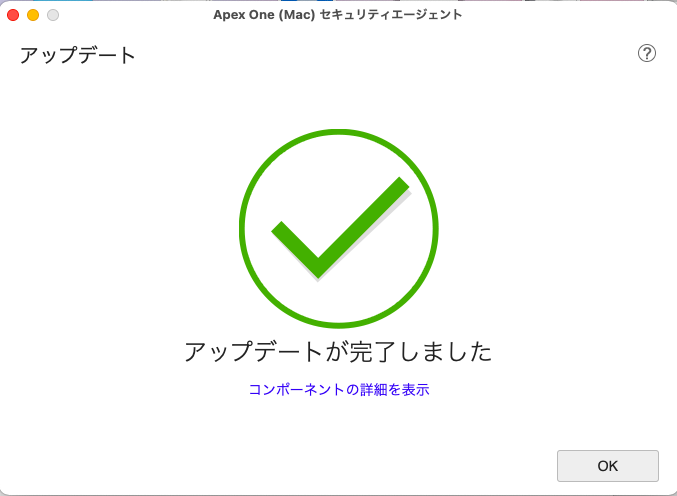 Apex One (Mac) セキュリティエージェント
アップデート
?
アップデートが完了しました
コンポーネントの詳細を表示
OK